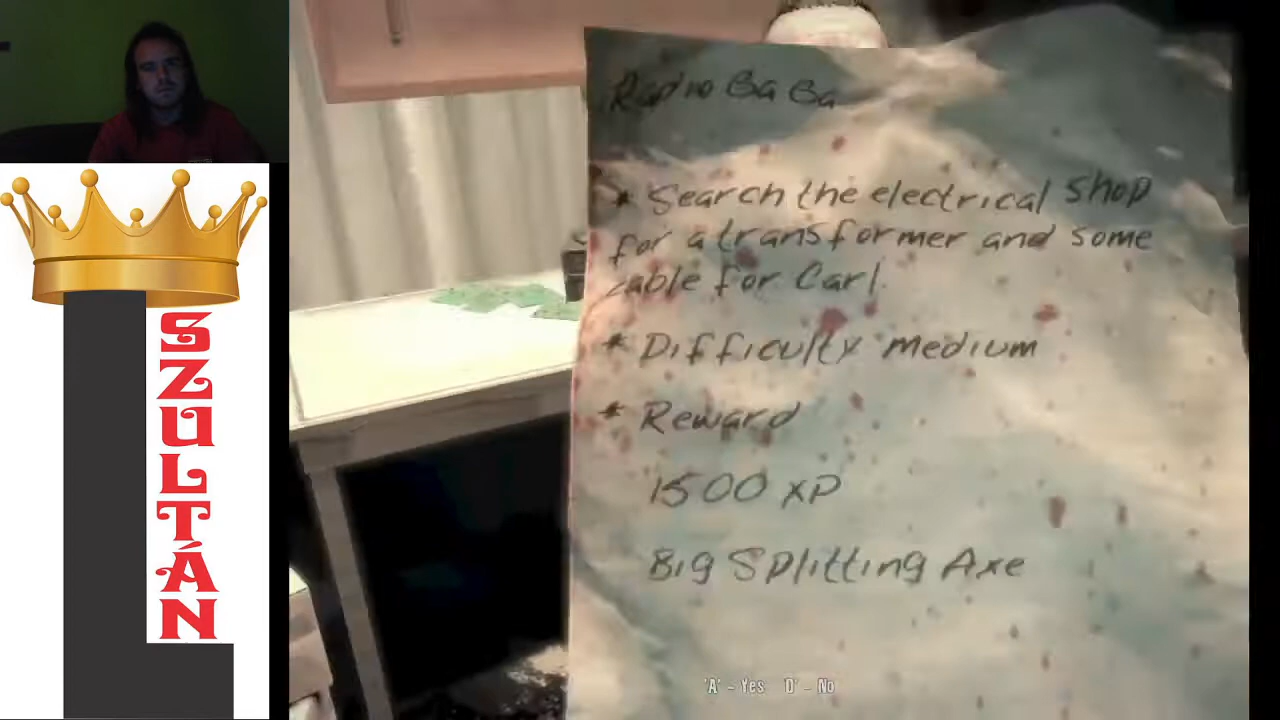 L
SZULTÁN
Radio Ga Ga
* Search the electrical shop
for a transformer and some
cable for Carl.
* Difficulty medium
* Reward
1500 XP
Big Splitting Axe
'A' - Yes 'D' - No